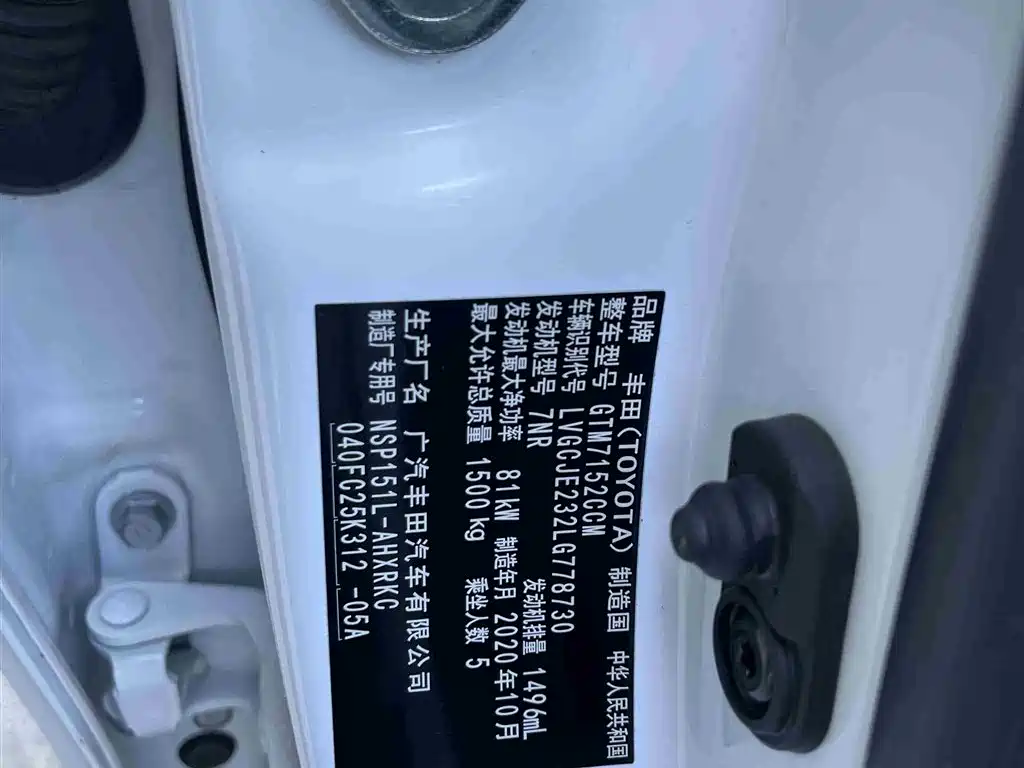 品牌 丰田(TOYOTA) 制造国 中华人民共和国
整车型号 GTM7152CCM
车辆识别代号 LVGCJE232LG778730
发动机型号 7NR 发动机排量 1496mL
发动机最大净功率 81kW 制造年月 2020年10月
最大允许总质量 1500 kg 乘坐人数 5
生产厂名 广汽丰田汽车有限公司
制造厂专用号 NSP151L-AHXRKC
040FC25K312 -05A